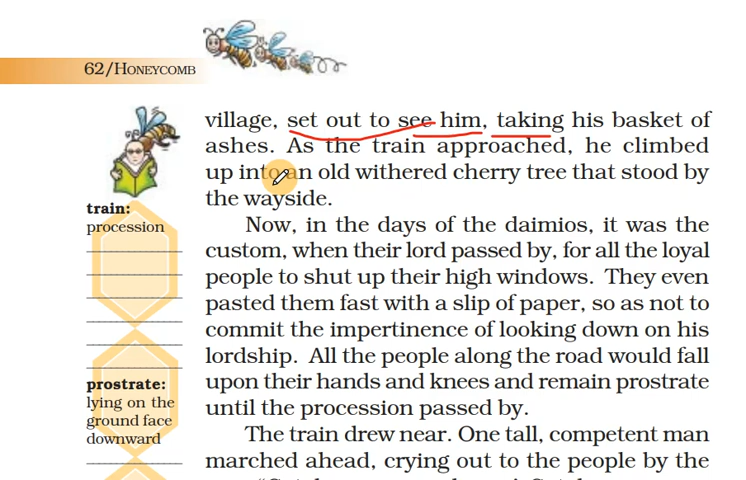 62/HONEYCOMB
village, set out to see him, taking his basket of
ashes. As the train approached, he climbed
up into an old withered cherry tree that stood by
the wayside.
train:
procession
Now, in the days of the daimios, it was the
custom, when their lord passed by, for all the loyal
people to shut up their high windows. They even
pasted them fast with a slip of paper, so as not to
commit the impertinence of looking down on his
lordship. All the people along the road would fall
upon their hands and knees and remain prostrate
until the procession passed by.
prostrate:
lying on the
ground face
downward
The train drew near. One tall, competent man
marched ahead, crying out to the people by the